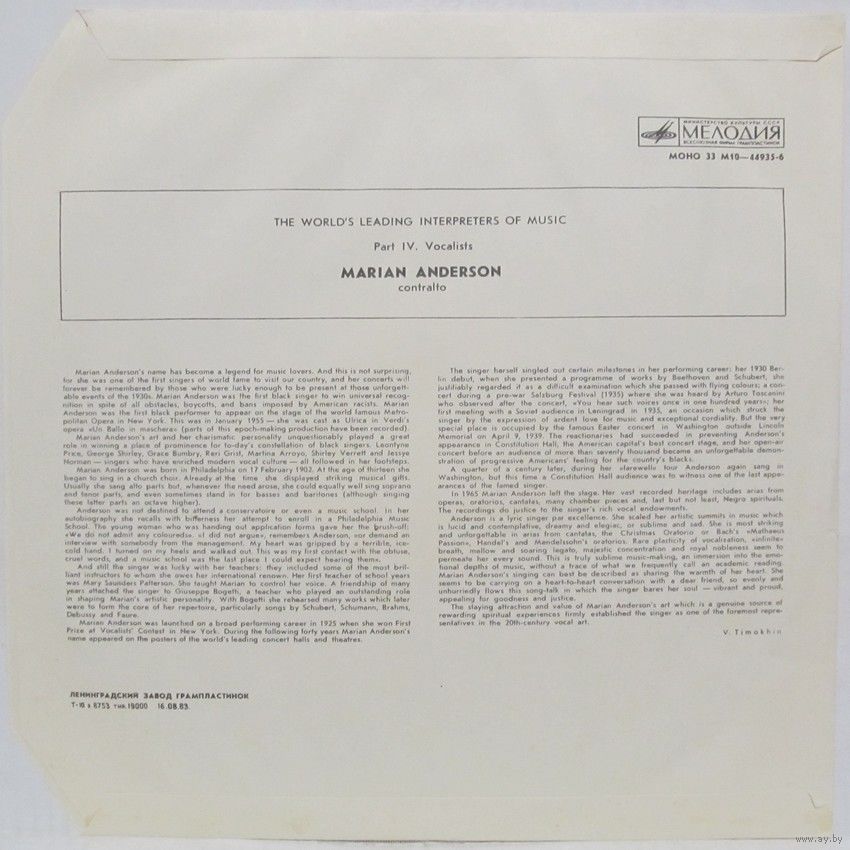 МИНИСТЕРСТВО КУЛЬТУРЫ СССР
МЕЛОДИЯ
ВСЕСОЮЗНАЯ ФИРМА ГРАМПЛАСТИНОК
МОНО 33 М10—44935-6
THE WORLD'S LEADING INTERPRETERS OF MUSIC
Part IV. Vocalists
MARIAN ANDERSON
contralto
Marian Anderson's name has become a legend for music lovers. And this is not surprising,
for she was one of the first singers of world fame to visit our country, and her concerts will
forever be remembered by those who were lucky enough to be present at those unforgett-
able events of the 1930s. Marian Anderson was the first black singer to win universal recog-
nition in spite of all obstacles, boycotts, and bans imposed by American racists. Marian
Anderson was the first black performer to appear on the stage of the world famous Metro-
politan Opera in New York. This was in January 1955 — she was cast as Ulrica in Verdi's
opera «Un Ballo in maschera» (parts of this epoch-making production have been recorded).
Marian Anderson's art and her charismatic personality unquestionably played a great
role in winning a place of prominence for to-day's constellation of black singers. Leontyne
Price, George Shirley, Grace Bumbry, Reri Grist, Martina Arroyo, Shirley Verrett and Jessye
Norman — singers who have enriched modern vocal culture — all followed in her footsteps.
Marian Anderson was born in Philadelphia on 17 February 1902. At the age of thirteen she
began to sing in a church choir. Already at the time she displayed striking musical gifts.
Usually she sang alto parts but, whenever the need arose, she could equally well sing soprano
and tenor parts, and even sometimes stand in for basses and baritones (although singing
these latter parts an octave higher).
Anderson was not destined to attend a conservatoire or even a music school. In her
autobiography she recalls with bitterness her attempt to enroll in a Philadelphia Music
School. The young woman who was handing out application forms gave her the brush-off:
«We do not admit any coloureds». «I did not argue», remembers Anderson, «or demand an
interview with somebody from the management. My heart was gripped by a terrible, ice-
cold hand. I turned on my heels and walked out. This was my first contact with the obtuse,
cruel words, and a music school was the last place I could expect hearing them».
And still the singer was lucky with her teachers: they included some of the most bril-
liant instructors to whom she owes her international renown. Her first teacher of school years
was Mary Saunders Patterson. She taught Marian to control her voice. A friendship of many
years attached the singer to Giuseppe Bogetti, a teacher who played an outstanding role
in shaping Marian's artistic personality. With Bogetti she rehearsed many works which later
were to form the core of her repertoire, particularly songs by Schubert, Schumann, Brahms,
Debussy and Faure.
Marian Anderson was launched on a broad performing career in 1925 when she won First
Prize at Vocalists' Contest in New York. During the following forty years Marian Anderson's
name appeared on the posters of the world's leading concert halls and theatres.
The singer herself singled out certain milestones in her performing career: her 1930 Ber-
lin debut, when she presented a programme of works by Beethoven and Schubert, she
justifiably regarded it as a difficult examination which she passed with flying colours; a con-
cert during a pre-war Salzburg Festival (1935) where she was heard by Arturo Toscanini
who observed after the concert, «You hear such voices once in one hundred years»; her
first meeting with a Soviet audience in Leningrad in 1935, an occasion which struck the
singer by the expression of ardent love for music and exceptional cordiality. But the very
special place is occupied by the famous Easter concert in Washington outside Lincoln
Memorial on April 9, 1939. The reactionaries had succeeded in preventing Anderson's
appearance in Constitution Hall, the American capital's best concert stage, and her open-air
concert before an audience of more than seventy thousand became an unforgettable demon-
stration of progressive Americans' feeling for the country's blacks.
A quarter of a century later, during her «farewell» tour Anderson again sang in
Washington, but this time a Constitution Hall audience was to witness one of the last appe-
arances of the famed singer.
In 1965 Marian Anderson left the stage. Her vast recorded heritage includes arias from
operas, oratorios, cantatas, many chamber pieces and, last but not least, Negro spirituals.
The recordings do justice to the singer's rich vocal endowments.
Anderson is a lyric singer par excellence. She scaled her artistic summits in music which
is lucid and contemplative, dreamy and elegiac, or sublime and sad. She is most striking
and unforgettable in arias from cantatas, the Christmas Oratorio or Bach's «Mathaeus
Passion», Handel's and Mendelssohn's oratorios. Rare plasticity of vocalization, «infinite»
breath, mellow and soaring legato, majestic concentration and royal nobleness seem to
permeate her every sound. This is truly sublime music-making, an immersion into the emo-
tional depths of music, without a trace of what we frequently call an academic reading.
Marian Anderson's singing can best be described as sharing the warmth of her heart. She
seems to be carrying on a heart-to-heart conversation with a dear friend, so evenly and
unhurriedly flows this song-talk in which the singer bares her soul — vibrant and proud,
appealing for goodness and justice.
The staying attraction and value of Marian Anderson's art which is a genuine source of
rewarding spiritual experiences firmly established the singer as one of the foremost repre-
sentatives in the 20th-century vocal art.
V. Timokhin
ЛЕНИНГРАДСКИЙ ЗАВОД ГРАМПЛАСТИНОК
Т-10 з.8753 тир.19000 16.08.83.
www.ay.by